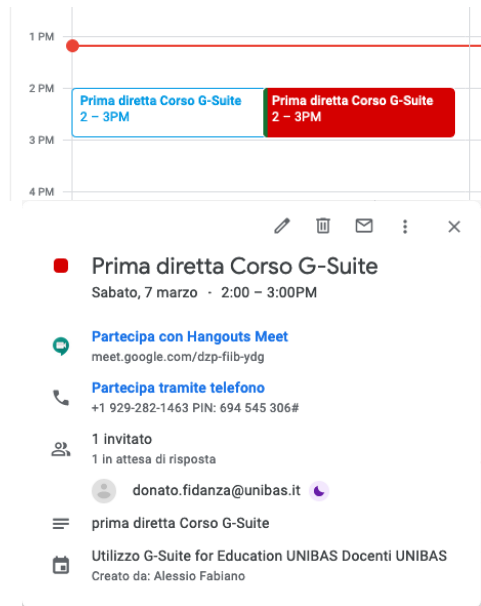 1 PM
2 PM
Prima diretta Corso G-Suite
2 – 3PM
Prima diretta Corso G-Suite
2 – 3PM
3 PM
4 PM
Prima diretta Corso G-Suite
Sabato, 7 marzo · 2:00 – 3:00PM
Partecipa con Hangouts Meet
meet.google.com/dzp-fiib-ydg
Partecipa tramite telefono
+1 929-282-1463 PIN: 694 545 306#
1 invitato
1 in attesa di risposta
donato.fidanza@unibas.it
prima diretta Corso G-Suite
Utilizzo G-Suite for Education UNIBAS Docenti UNIBAS
Creato da: Alessio Fabiano